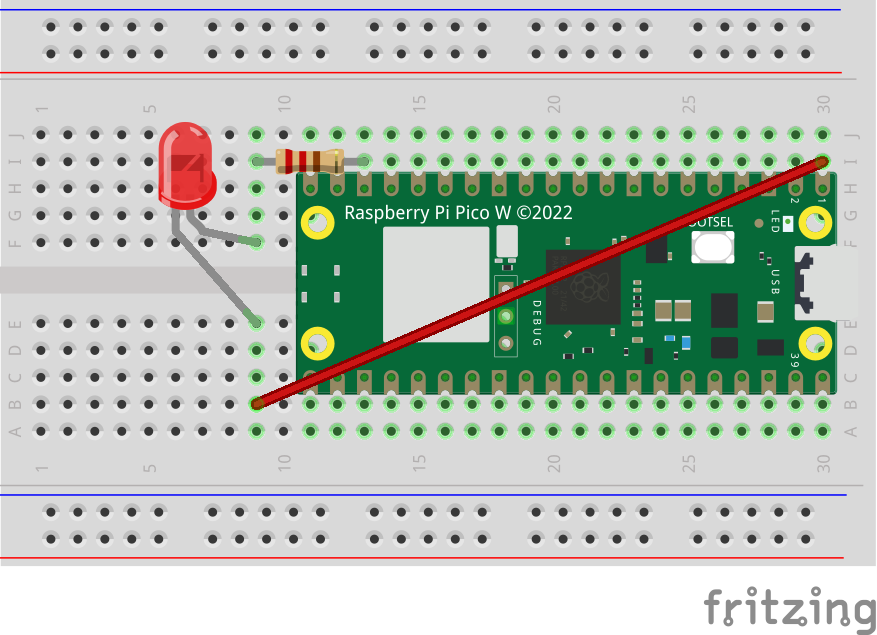 1 5 10 15 20 25 30
J J
I I
H H
G G
F F
Raspberry Pi Pico W ©2022
2 1
LED
OTSEL
USB
DEBUG
39
E E
D D
C C
B B
A A
1 5 10 15 20 25 30
fritzing